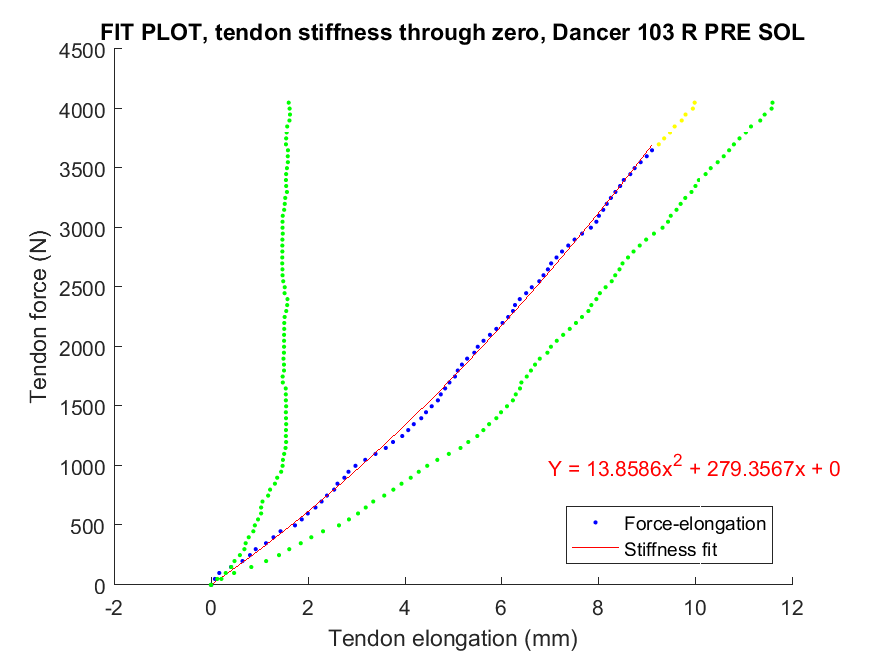 FIT PLOT, tendon stiffness through zero, Dancer 103 R PRE SOL
4500
4000
3500
3000
2500
2000
1500
1000
500
0
Tendon force (N)
Y = 13.8586x² + 279.3567x + 0
Force-elongation
Stiffness fit
-2 0 2 4 6 8 10 12
Tendon elongation (mm)